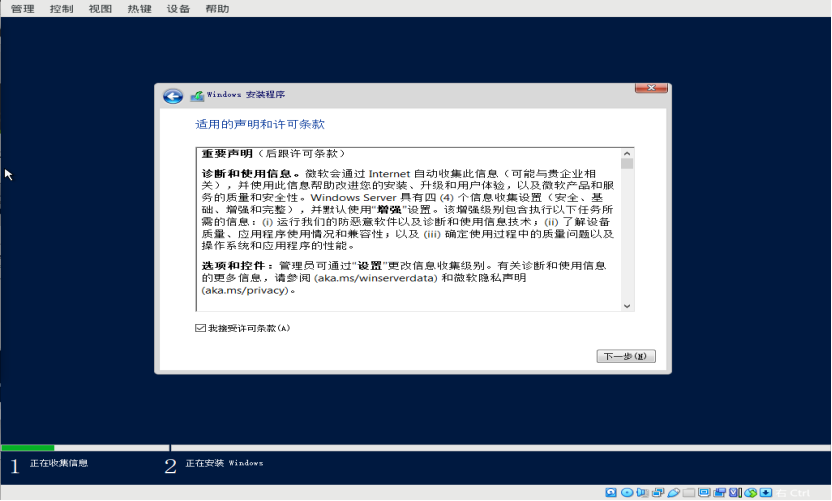 管理 控制 视图 热键 设备 帮助
Windows 安装程序
适用的声明和许可条款
重要声明（后跟许可条款）
诊断和使用信息。微软会通过 Internet 自动收集此信息（可能与贵企业相
关），并使用此信息帮助改进您的安装、升级和用户体验，以及微软产品和服
务的质量和安全性。Windows Server 具有四 (4) 个信息收集设置（安全、基
础、增强和完整），并默认使用“增强”设置。该增强级别包含执行以下任务所
需的信息：(i) 运行我们的防恶意软件以及诊断和使用信息技术；(ii) 了解设备
质量、应用程序使用情况和兼容性；以及 (iii) 确定使用过程中的质量问题以及
操作系统和应用程序的性能。
选项和控件：管理员可通过“设置”更改信息收集级别。有关诊断和使用信息
的更多信息，请参阅 (aka.ms/winserverdata) 和微软隐私声明
(aka.ms/privacy)。
我接受许可条款(A)
下一步(N)
1 正在收集信息 2 正在安装 Windows
右 Ctrl